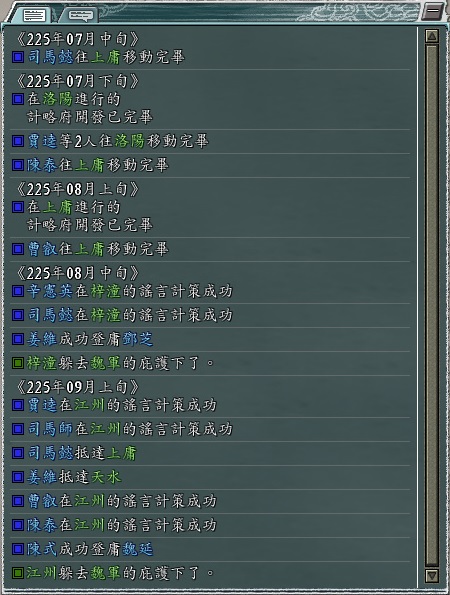 《225年07月中旬》
司馬懿往上庸移動完畢
《225年07月下旬》
在洛陽進行的
計略府開發已完畢
賈逵等2人往洛陽移動完畢
陳泰往上庸移動完畢
《225年08月上旬》
在上庸進行的
計略府開發已完畢
曹叡往上庸移動完畢
《225年08月中旬》
辛憲英在梓潼的謠言計策成功
司馬懿在梓潼的謠言計策成功
姜維成功登庸鄧芝
梓潼躲去魏軍的庇護下了。
《225年09月上旬》
賈逵在江州的謠言計策成功
司馬師在江州的謠言計策成功
司馬懿抵達上庸
姜維抵達天水
曹叡在江州的謠言計策成功
陳泰在江州的謠言計策成功
陳式成功登庸魏延
江州躲去魏軍的庇護下了。